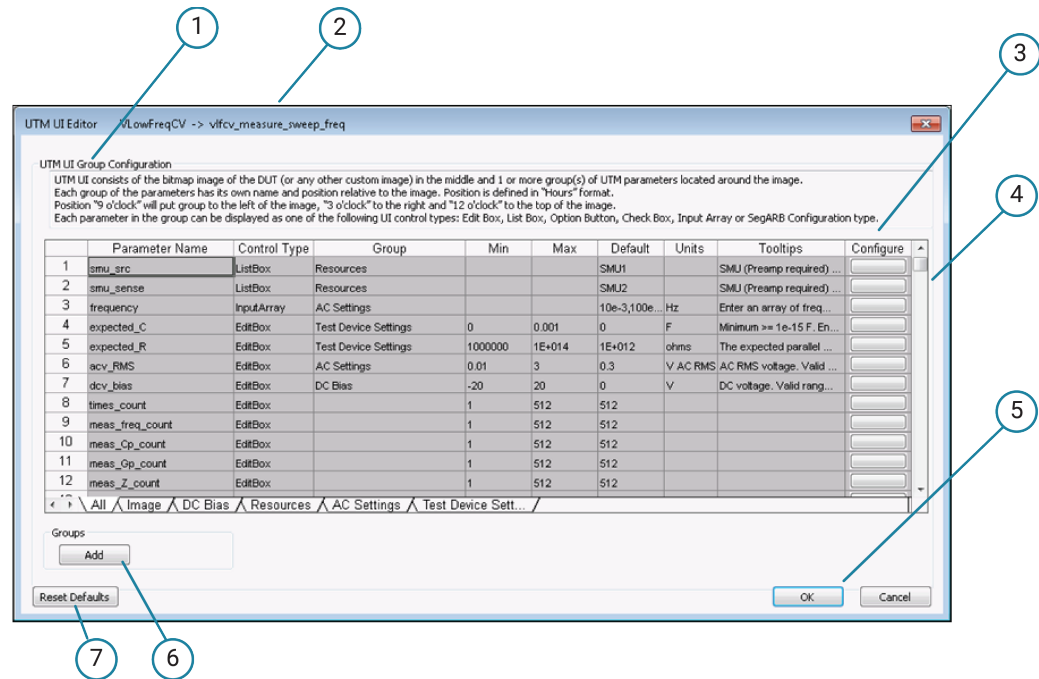 1
2
3
UTM UI Editor VLowFreqCV -> vlfcv_measure_sweep_freq
UTM UI Group Configuration
UTM UI consists of the bitmap image of the DUT (or any other custom image) in the middle and 1 or more group(s) of UTM parameters located around the image.
Each group of the parameters has its own name and position relative to the image. Position is defined in "Hours" format.
Position "9 o'clock" will put group to the left of the image, "3 o'clock" to the right and "12 o'clock" to the top of the image.
Each parameter in the group can be displayed as one of the following UI control types: Edit Box, List Box, Option Button, Check Box, Input Array or SegARB Configuration type.
4
Parameter Name Control Type Group Min Max Default Units Tooltips Configure
1 smu_src ListBox Resources SMU1 SMU (Preamp required) ...
2 smu_sense ListBox Resources SMU2 SMU (Preamp required) ...
3 frequency InputArray AC Settings 10e-3,100e... Hz Enter an array of freq...
4 expected_C EditBox Test Device Settings 0 0.001 0 F Minimum >= 1e-15 F. En...
5 expected_R EditBox Test Device Settings 1000000 1E+014 1E+012 ohms The expected parallel ...
6 acv_RMS EditBox AC Settings 0.01 3 0.3 V AC RMS AC RMS voltage. Valid ...
7 dcv_bias EditBox DC Bias -20 20 0 V DC voltage. Valid rang...
8 times_count EditBox 1 512 512
9 meas_freq_count EditBox 1 512 512
10 meas_Cp_count EditBox 1 512 512
11 meas_Gp_count EditBox 1 512 512
12 meas_Z_count EditBox 1 512 512
5
All Image DC Bias Resources AC Settings Test Device Sett...
Groups
Add
Reset Defaults OK Cancel
7
6